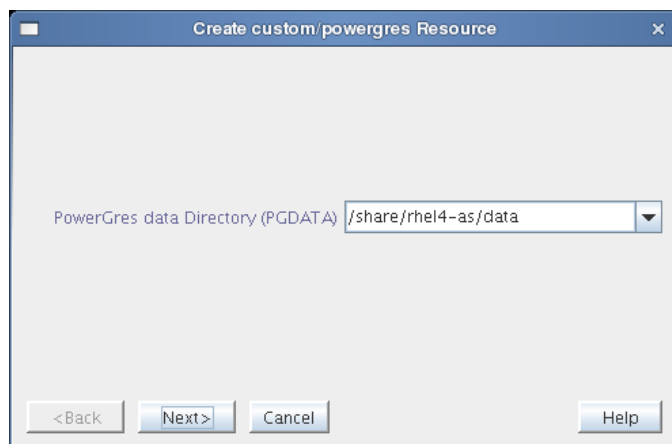 Create custom/powergres Resource
PowerGres data Directory (PGDATA) /share/rhel4-as/data
<Back Next> Cancel Help